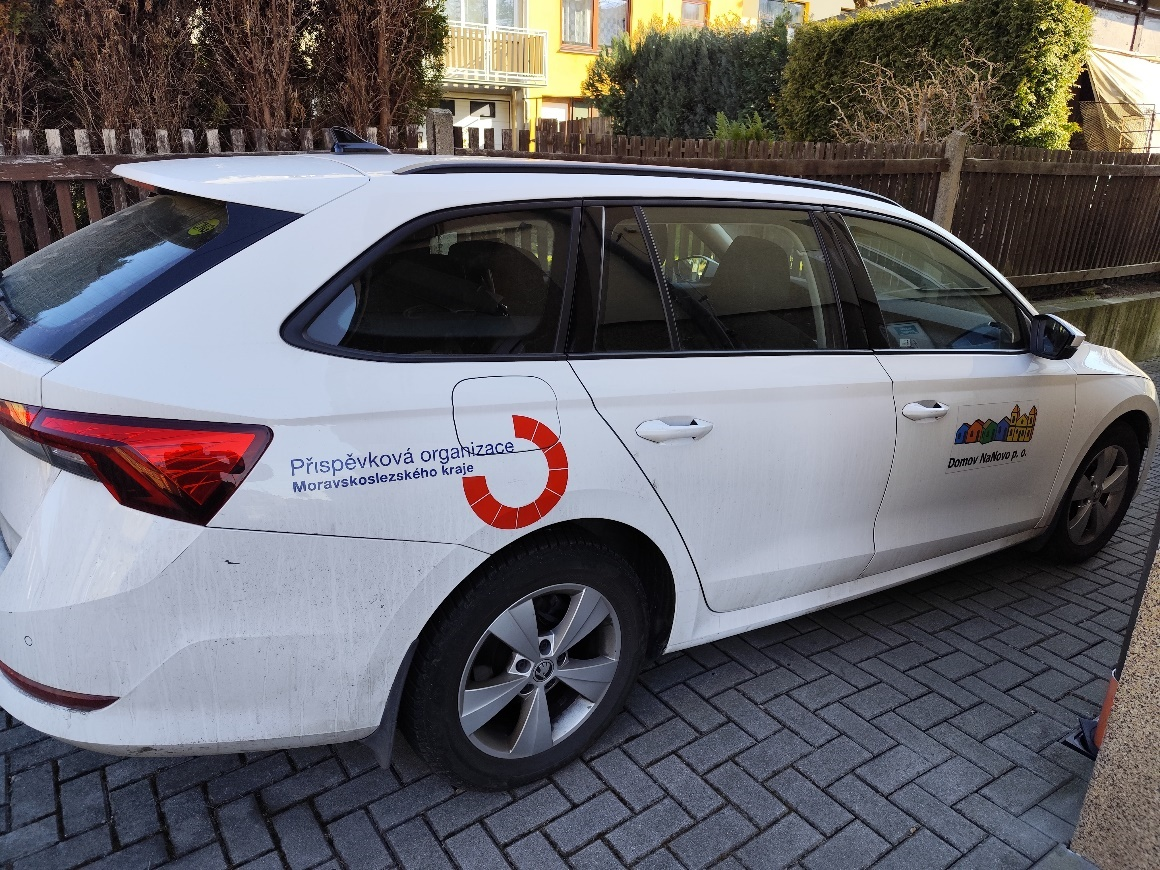 Příspěvková organizace
Moravskoslezského kraje
Domov NaNovo p. o.